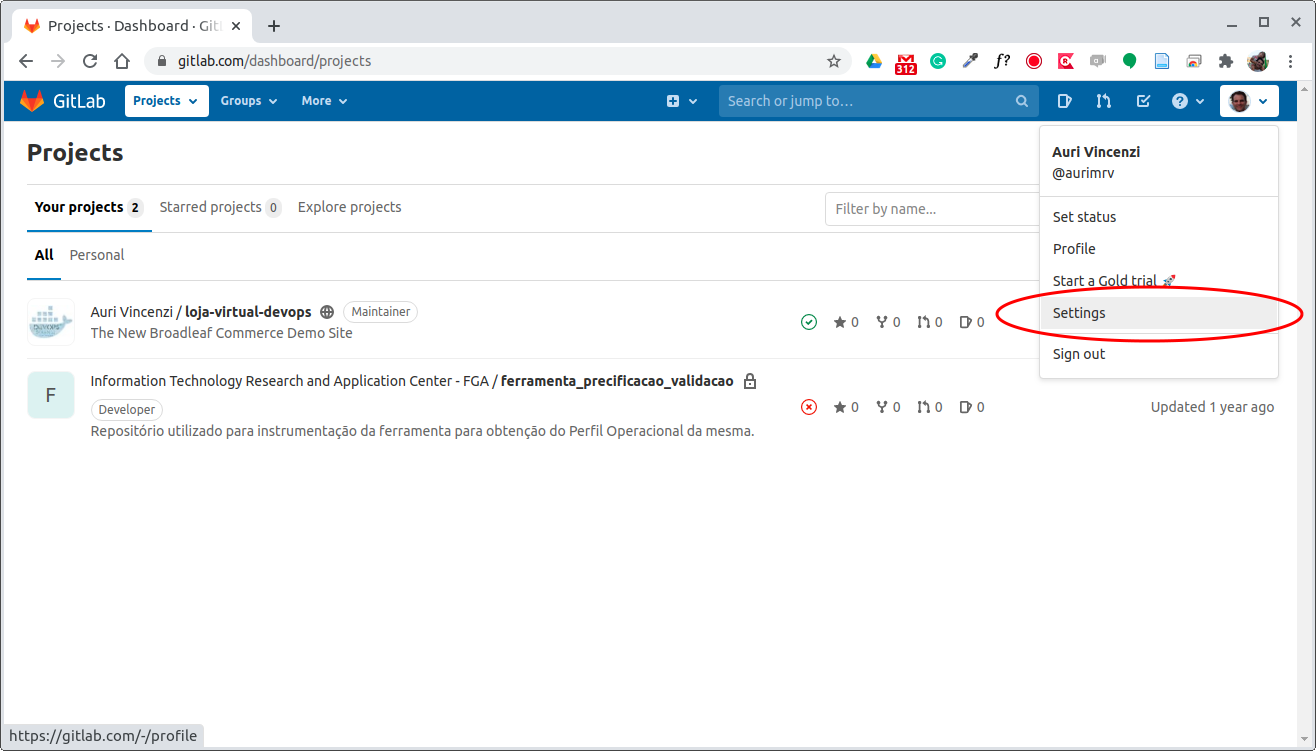 Projects · Dashboard · Git
gitlab.com/dashboard/projects
312
f?
GitLab Projects Groups More Search or jump to…
Projects
Auri Vincenzi
@aurimrv
Your projects 2 Starred projects 0 Explore projects Filter by name...
Set status
All Personal
Profile
Start a Gold trial
Settings
Sign out
DEVOPS
Auri Vincenzi / loja-virtual-devops Maintainer
The New Broadleaf Commerce Demo Site
0 0 0 0
F
Information Technology Research and Application Center - FGA / ferramenta_precificacao_validacao
Developer
Repositório utilizado para instrumentação da ferramenta para obtenção do Perfil Operacional da mesma.
0 0 0 0
Updated 1 year ago
https://gitlab.com/-/profile